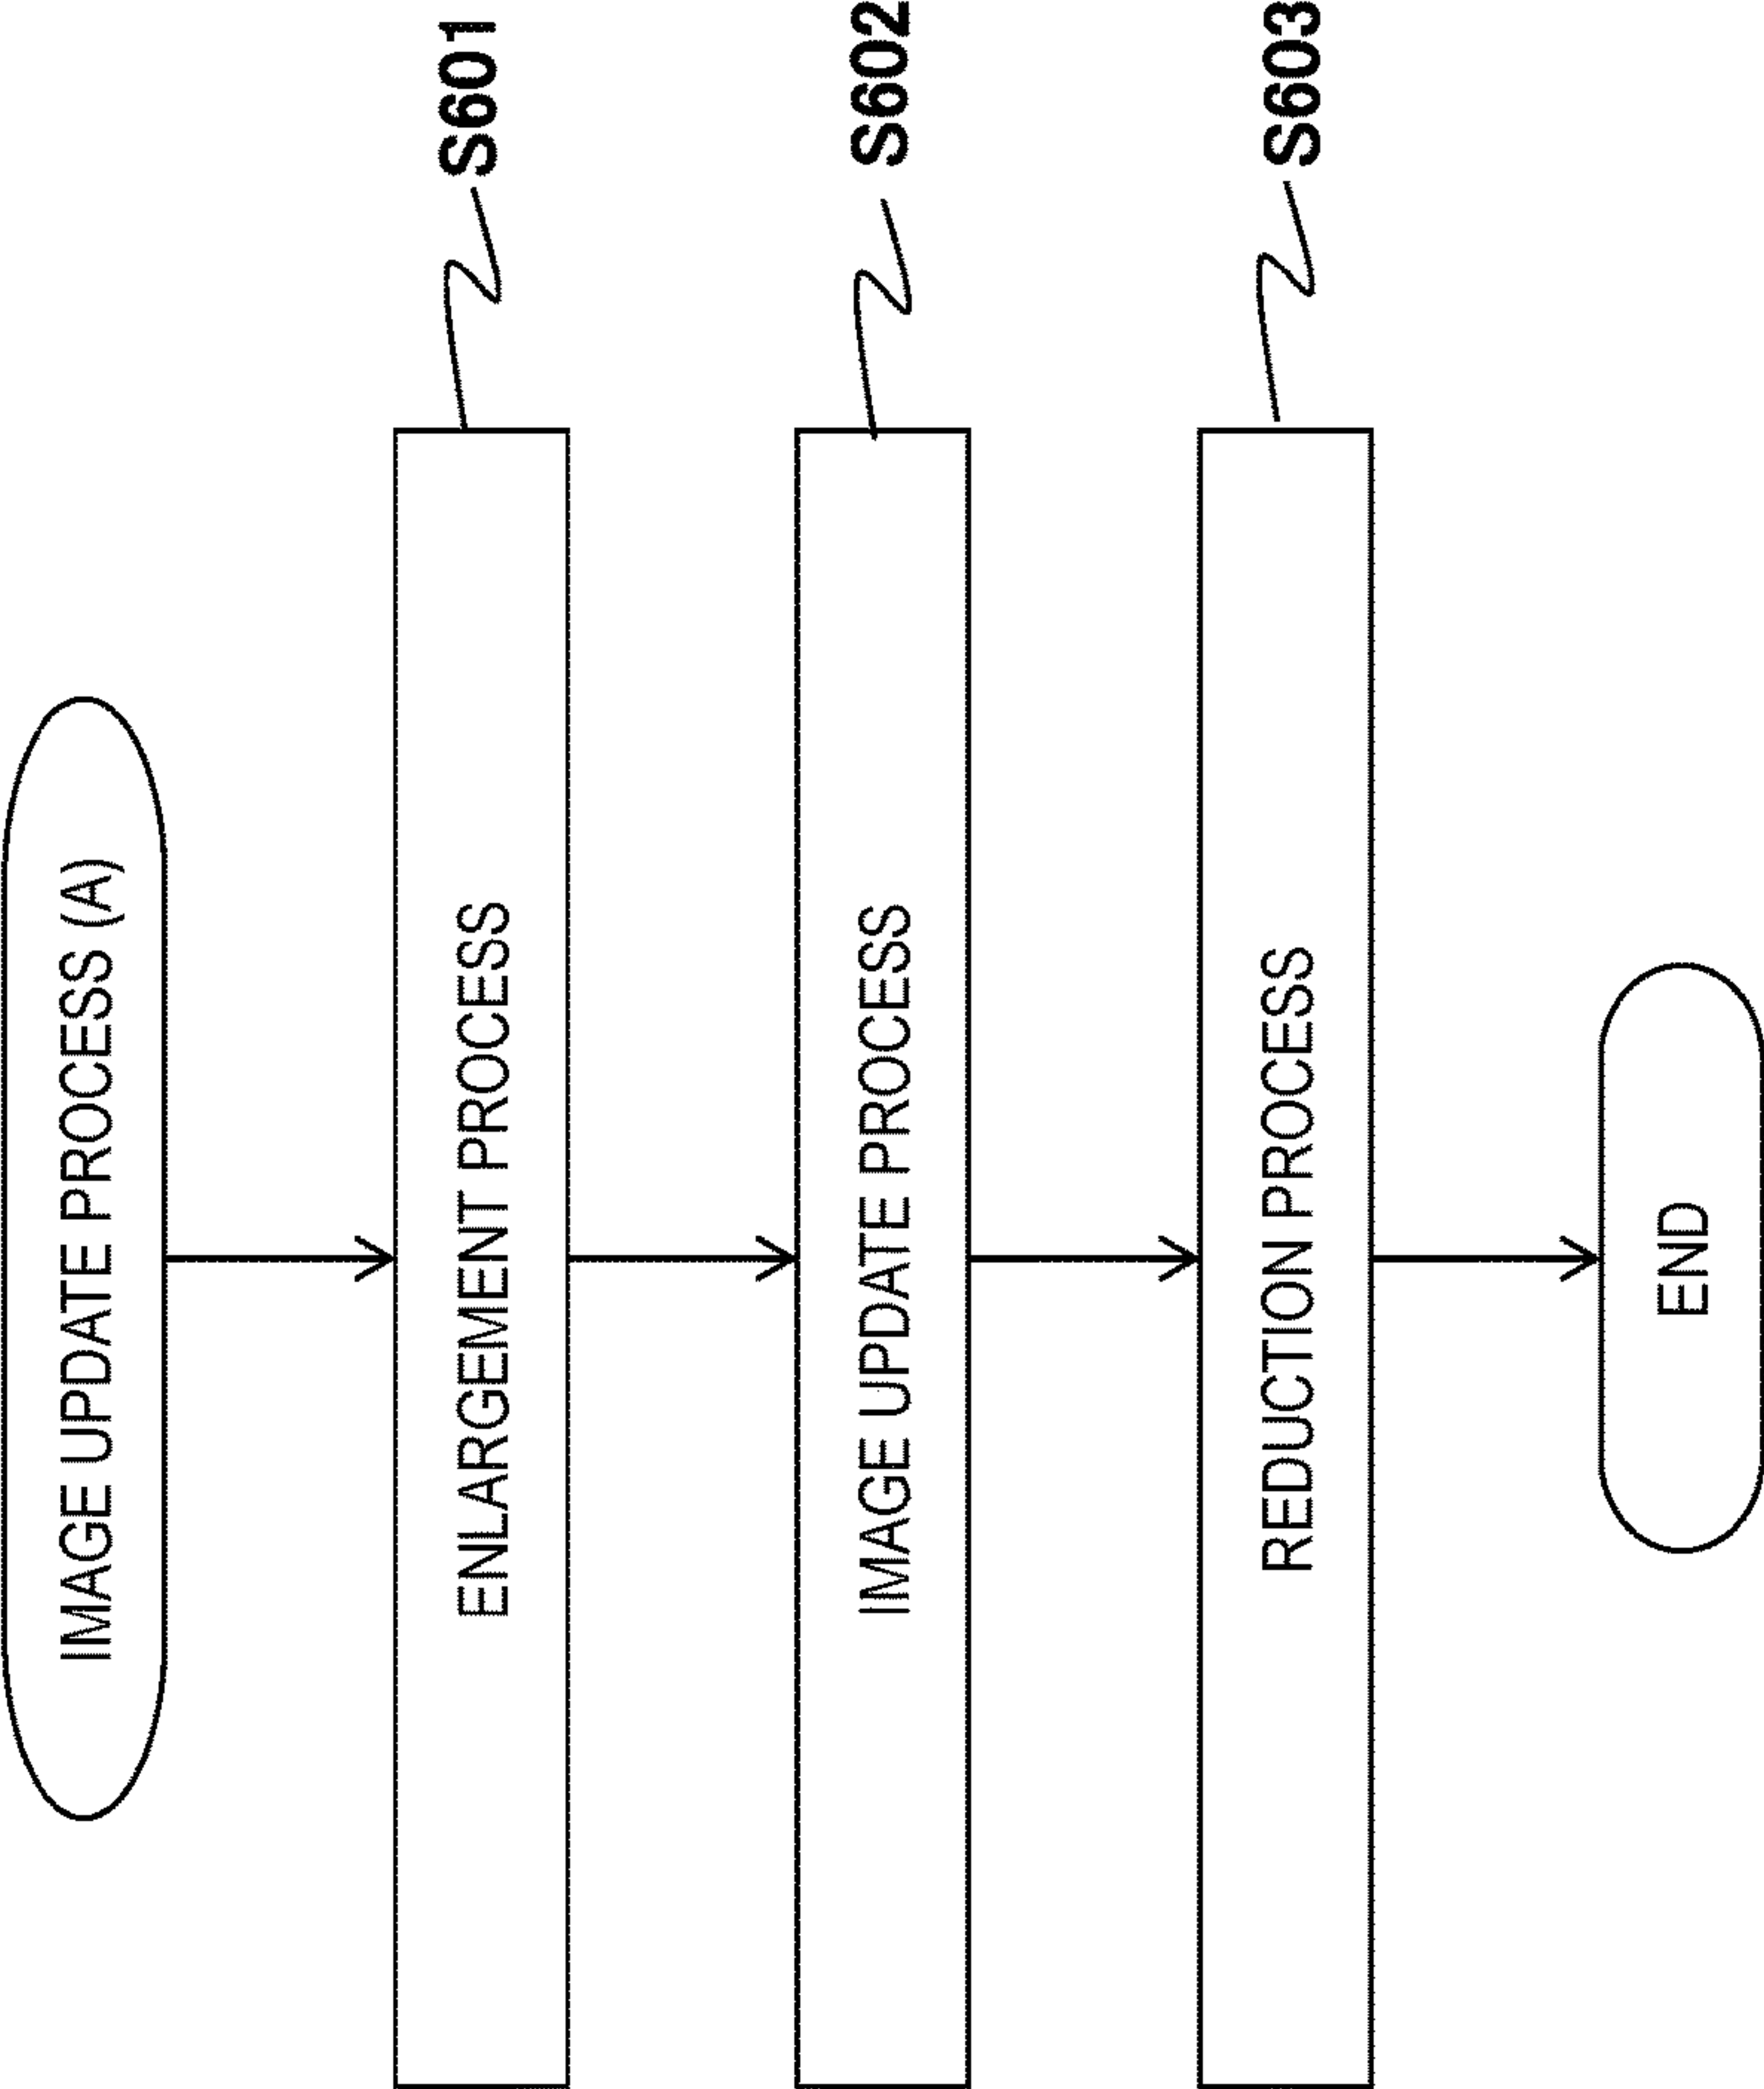 IMAGE UPDATE PROCESS (A)
ENLARGEMENT PROCESS
S601
IMAGE UPDATE PROCESS
S602
REDUCTION PROCESS
S603
END